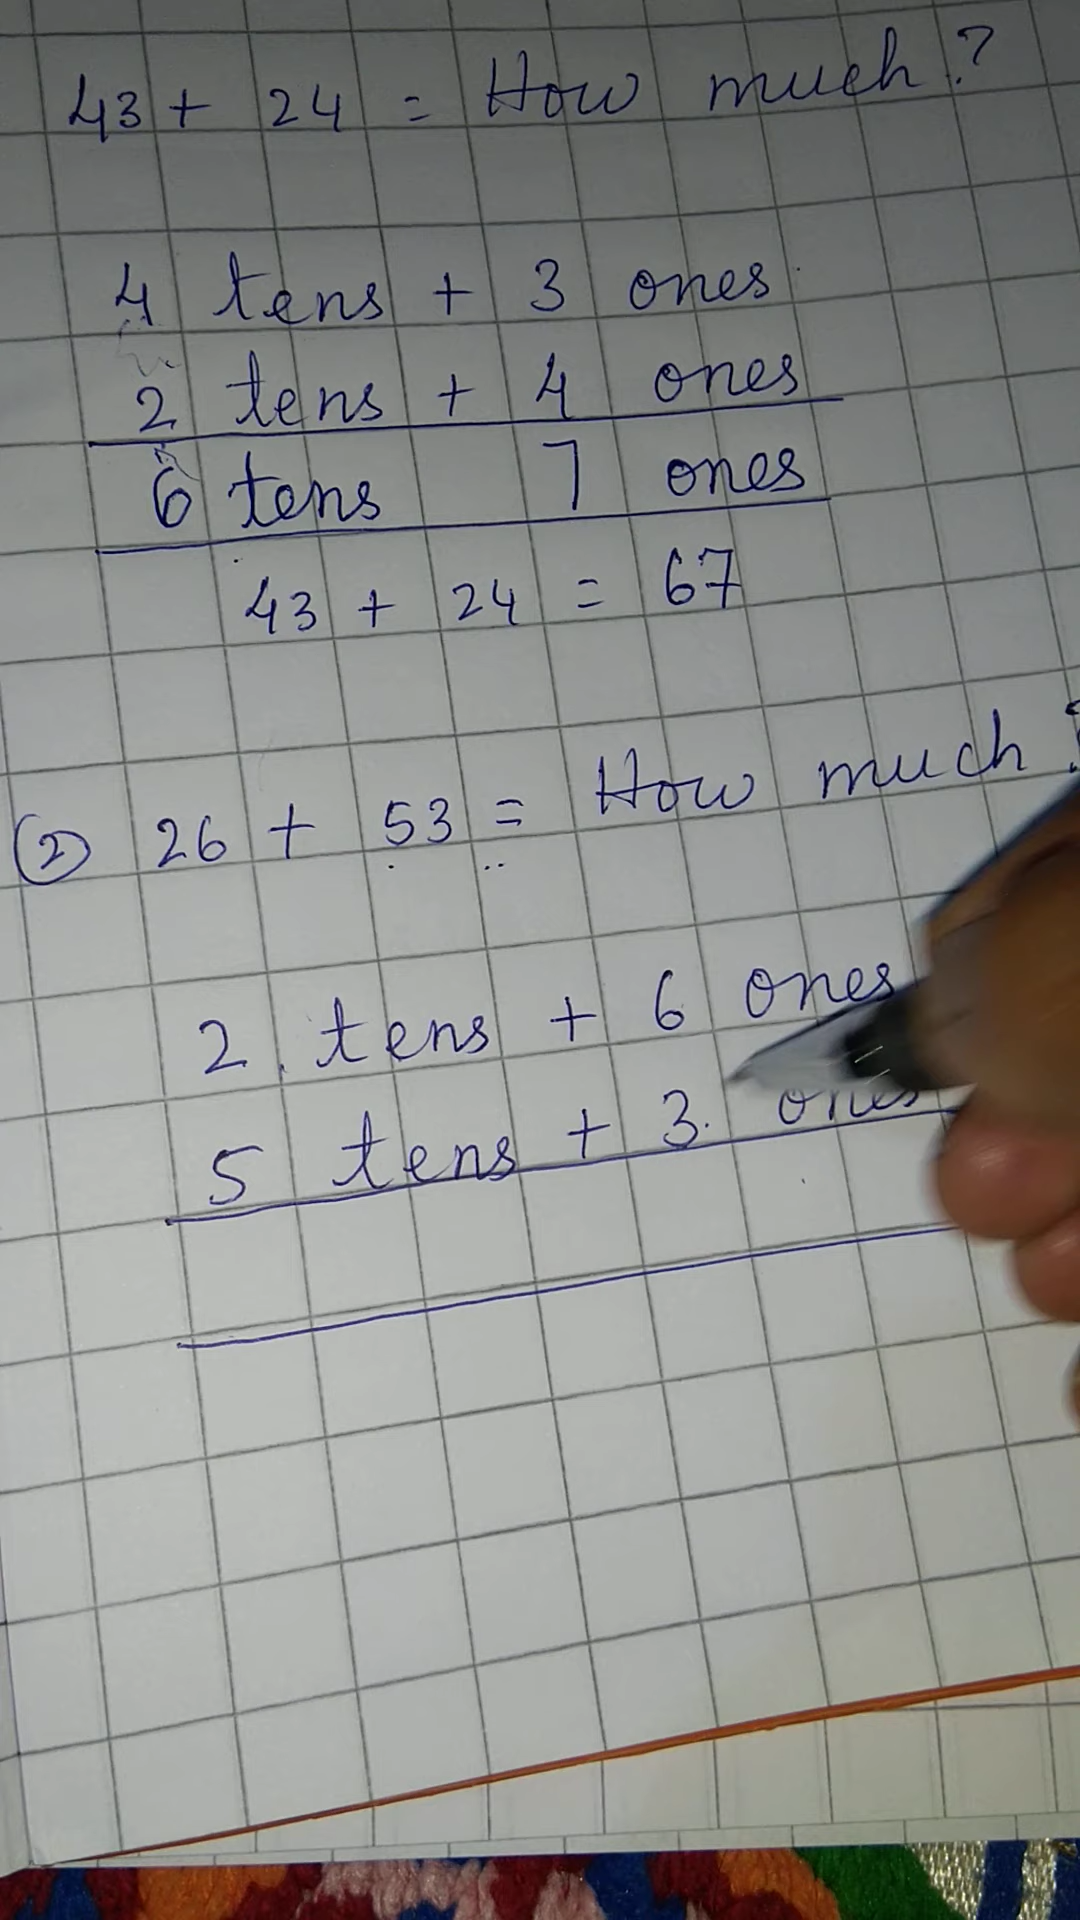 43 + 24 = How much?
4 tens + 3 ones
2 tens + 4 ones
6 tens 7 ones
43 + 24 = 67
(2) 26 + 53 = How much?
2 tens + 6 ones
5 tens + 3 ones